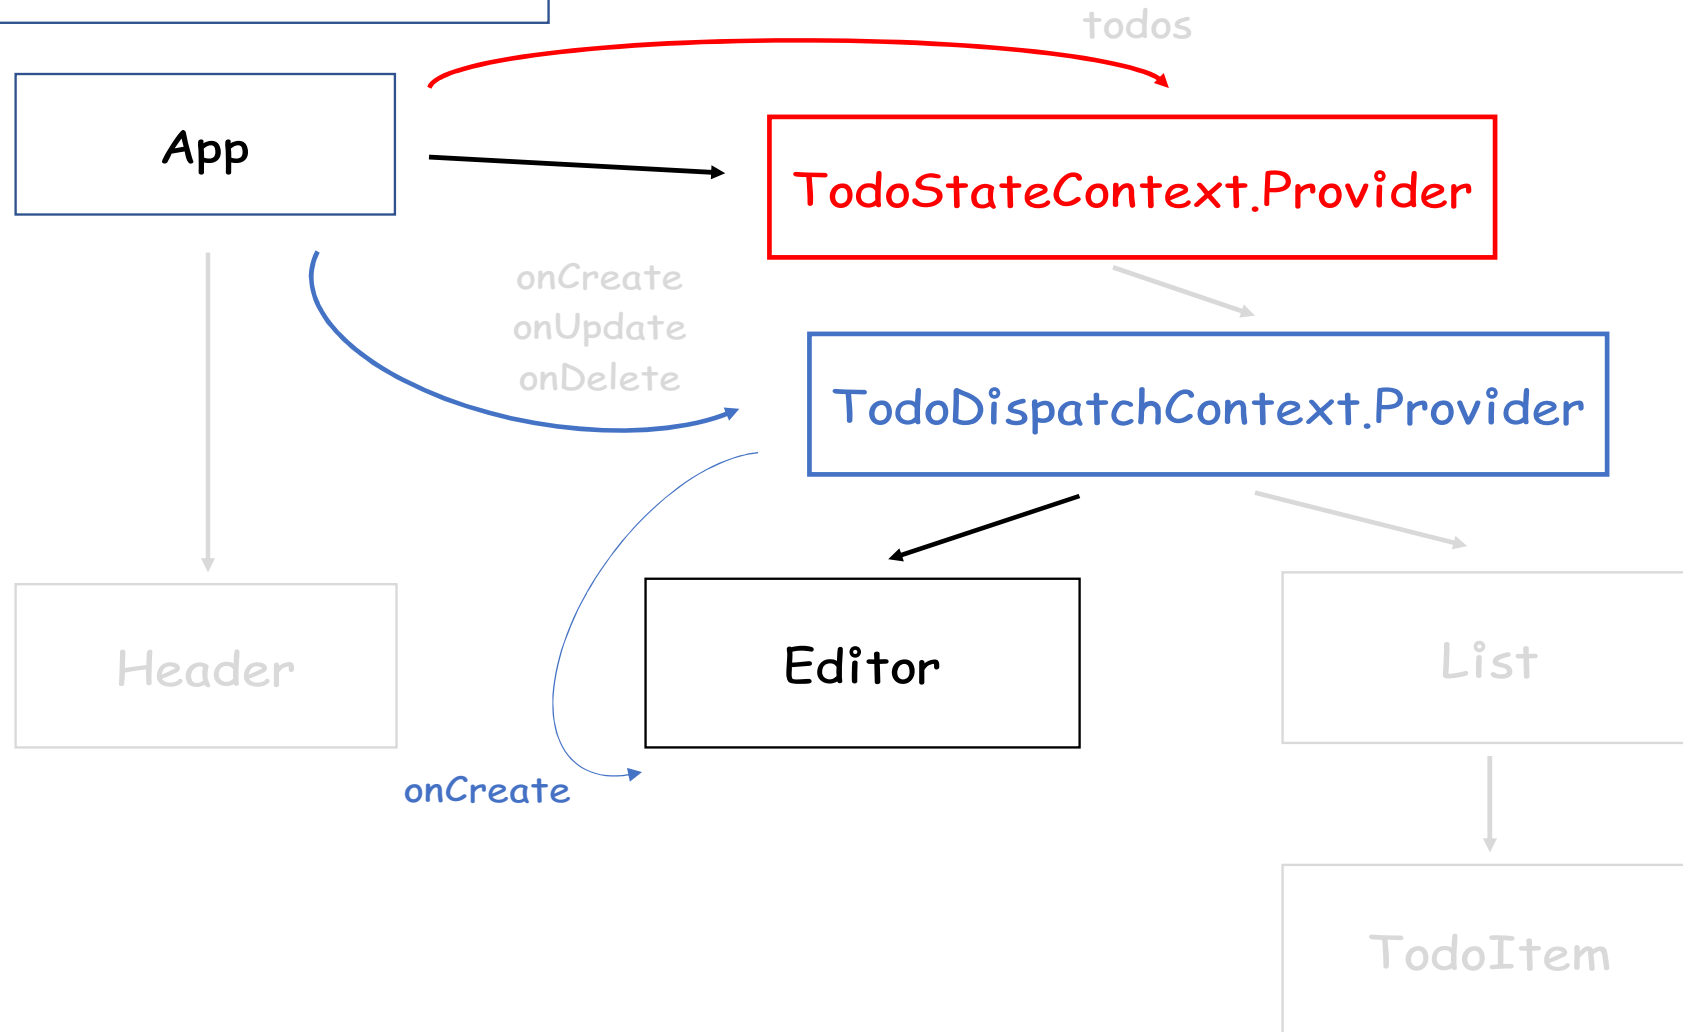 todos
App
TodoStateContext.Provider
onCreate
onUpdate
onDelete
TodoDispatchContext.Provider
Header
Editor
List
onCreate
TodoItem